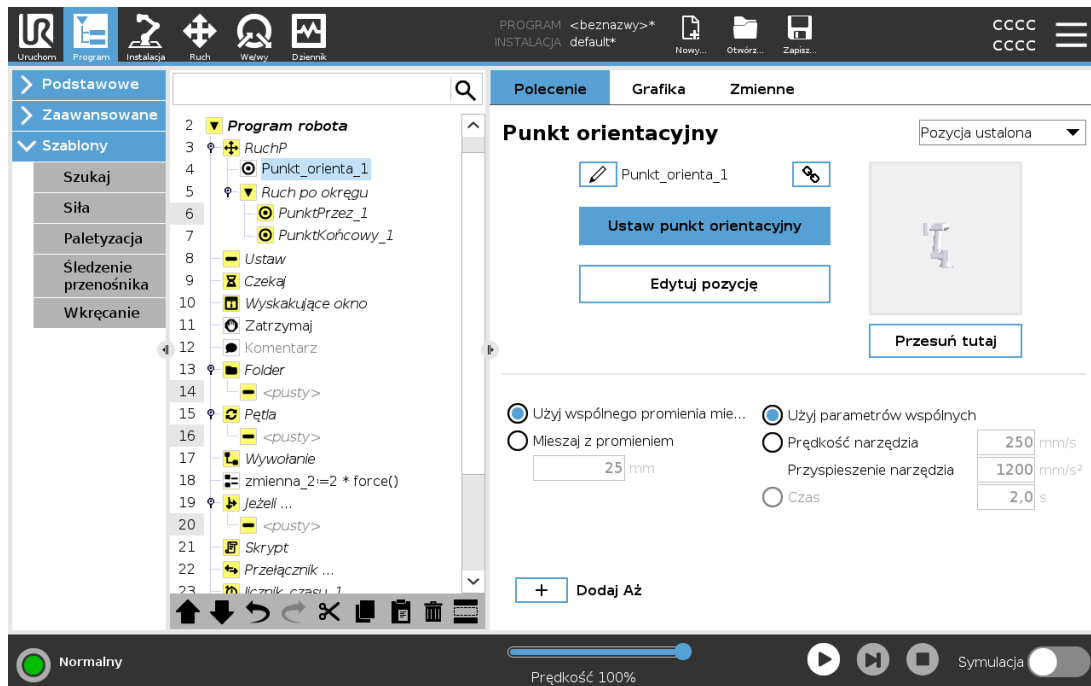 PROGRAM <beznazwy>*
INSTALACJA default*
CCCC
CCCC
Uruchom
Program
Instalacja
Ruch
We/wy
Dziennik
Nowy...
Otwórz...
Zapisz...
Podstawowe
Zaawansowane
Szablony
Szukaj
Siła
Paletyzacja
Śledzenie
przenośnika
Wkręcanie
2 Program robota
3 RuchP
4 Punkt_orienta_1
5 Ruch po okręgu
6 PunktPrzez_1
7 PunktKońcowy_1
8 Ustaw
9 Czekaj
10 Wyskakujące okno
11 Zatrzymaj
12 Komentarz
13 Folder
14 <pusty>
15 Pętla
16 <pusty>
17 Wywołanie
18 zmienna_2:=2 * force()
19 Jeżeli ...
20 <pusty>
21 Skrypt
22 Przełącznik ...
23 licznik_czasu_1
Polecenie
Grafika
Zmienne
Punkt orientacyjny
Pozycja ustalona
Punkt_orienta_1
Ustaw punkt orientacyjny
Edytuj pozycję
Przesuń tutaj
Użyj wspólnego promienia mie...
Mieszaj z promieniem
25 mm
Użyj parametrów wspólnych
Prędkość narzędzia 250 mm/s
Przyspieszenie narzędzia 1200 mm/s²
Czas 2,0 s
+ Dodaj Aż
Normalny
Prędkość 100%
Symulacja